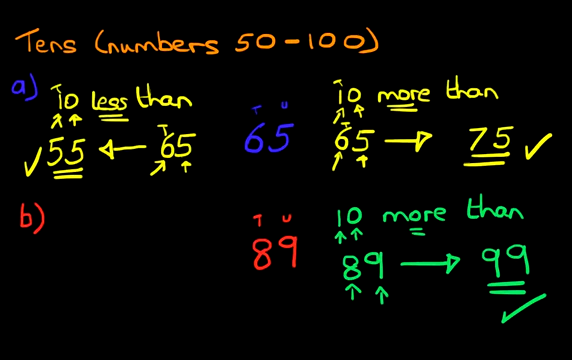 Tens (numbers 50-100)
a) T
10 less than
✓ 55 ← T 65
T U
65
T
10 more than
T
65 → 75 ✓
b) T U
89
10 more than
89 → 99
✓